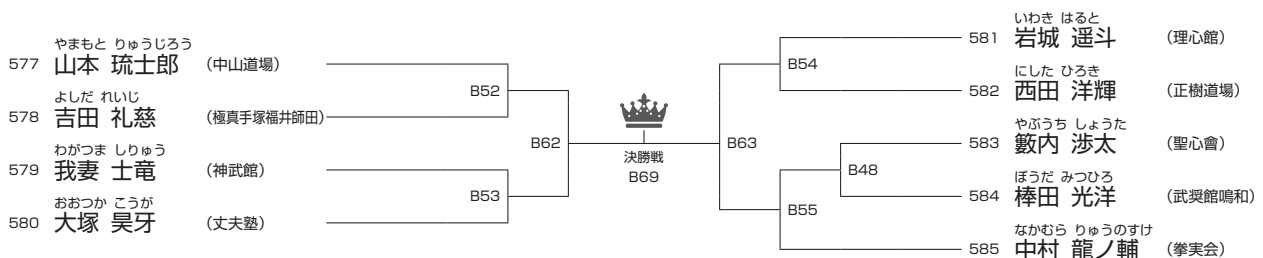 やまもと りゅうじろう
577 山本 琉士郎 (中山道場)
よしだ れいじ
578 吉田 礼慈 (極真手塚福井師田)
わがつま しりゅう
579 我妻 士竜 (神武館)
おおつか こうが
580 大塚 昊牙 (丈夫塾)
B52
B53
B62
決勝戦
B69
B63
B54
B48
B55
いわき はると
581 岩城 遥斗 (理心館)
にした ひろき
582 西田 洋輝 (正樹道場)
やぶうち しょうた
583 籔内 渉太 (聖心會)
ぼうだ みつひろ
584 棒田 光洋 (武奨館鳴和)
なかむら りゅうのすけ
585 中村 龍ノ輔 (拳実会)